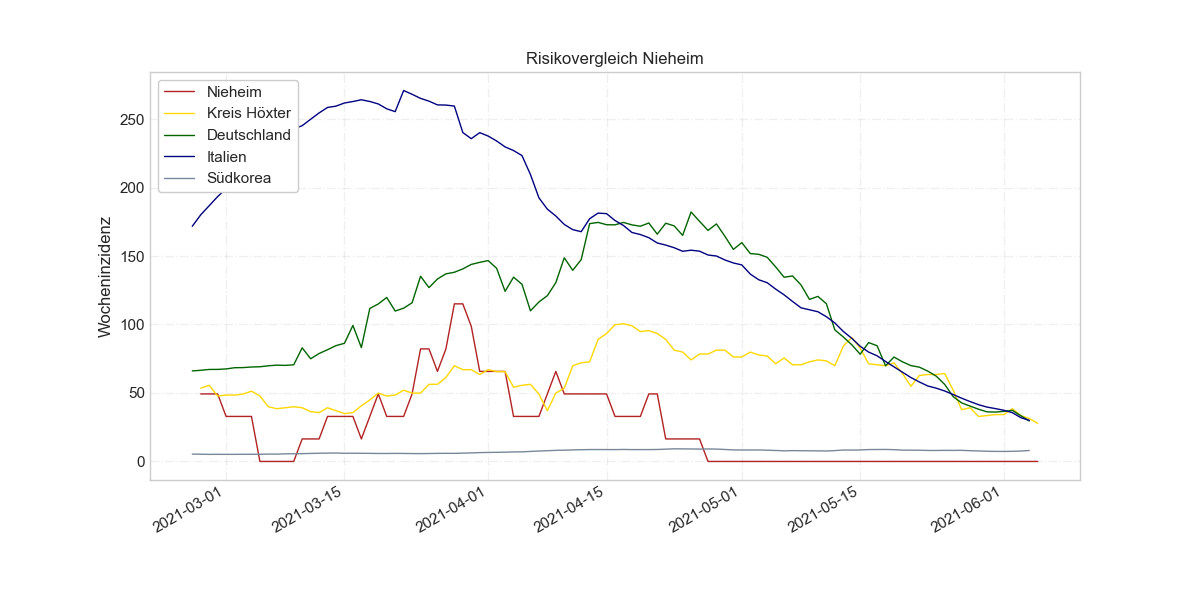 Risikovergleich Nieheim
Nieheim
Kreis Höxter
Deutschland
Italien
Südkorea
Wocheninzidenz
250
200
150
100
50
0
2021-03-01
2021-03-15
2021-04-01
2021-04-15
2021-05-01
2021-05-15
2021-06-01